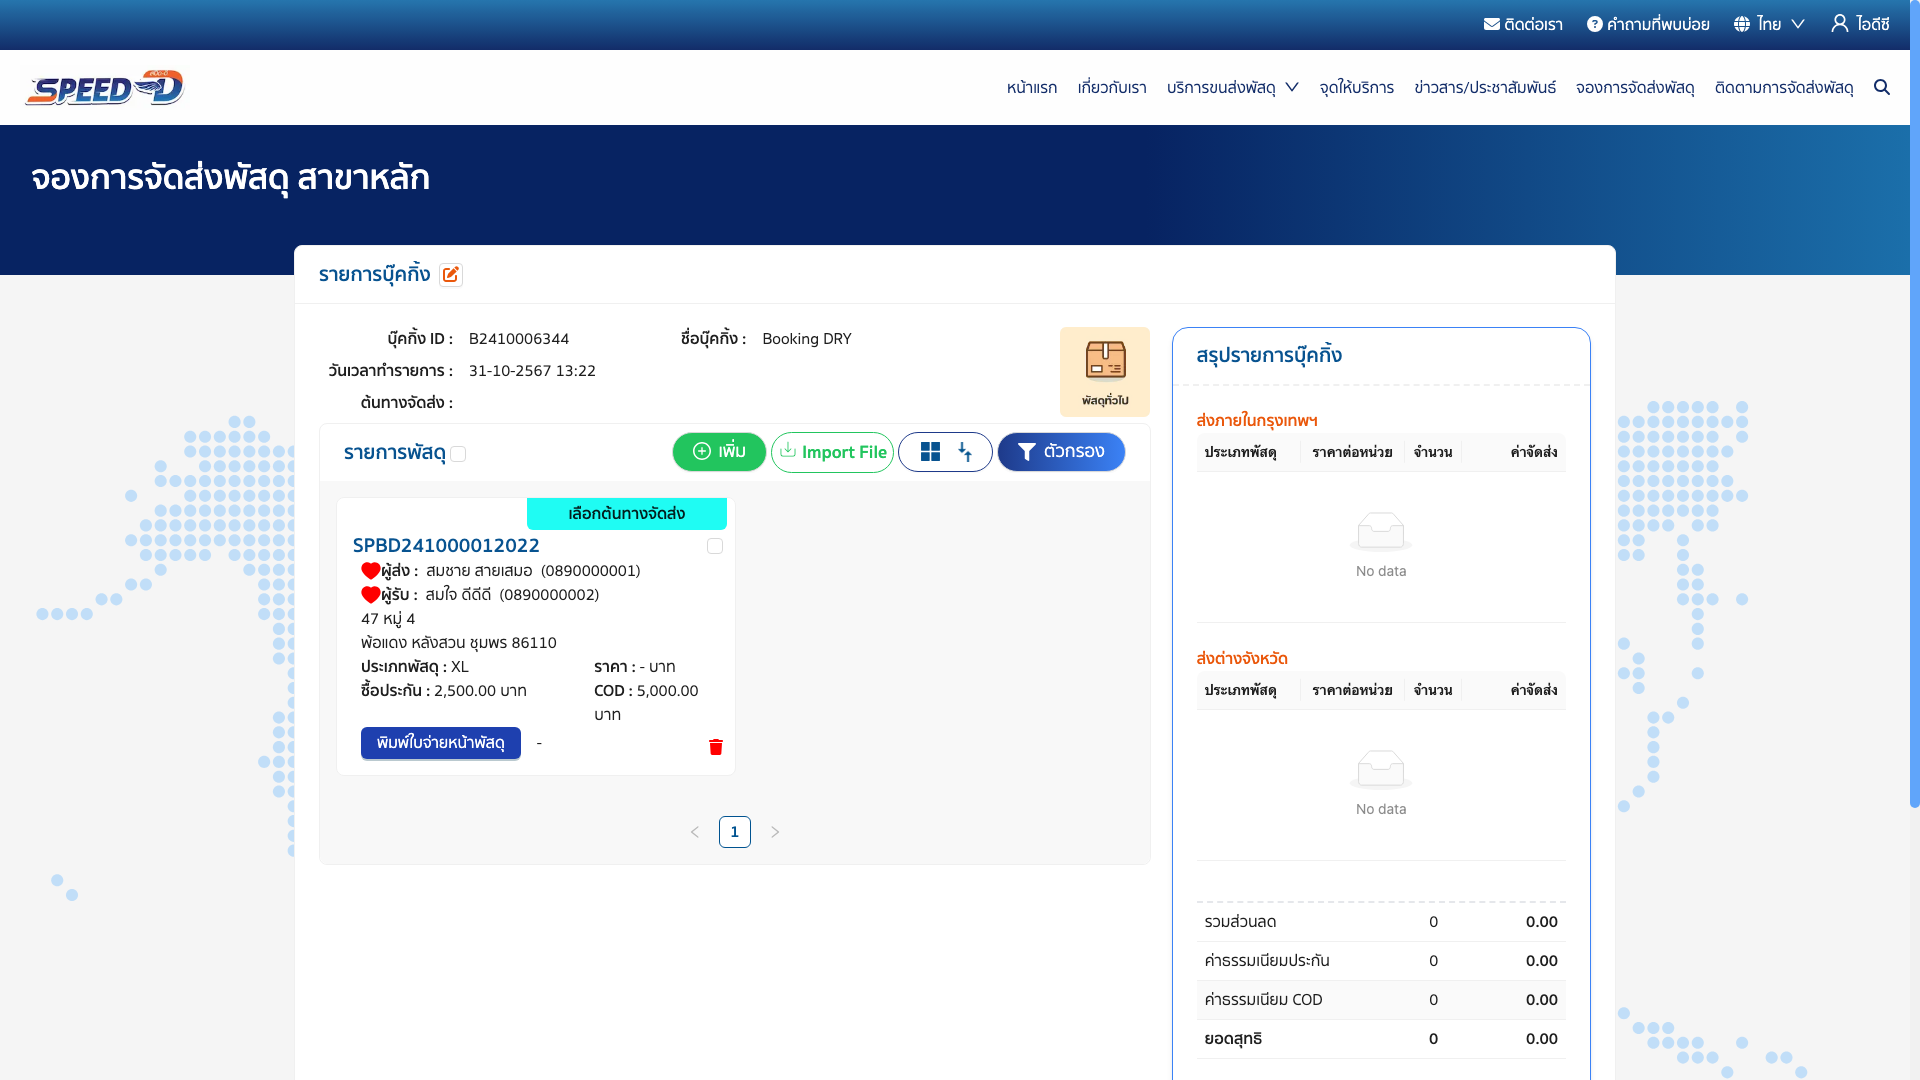 ติดต่อเรา คำถามที่พบบ่อย ไทย ไอดีซี
SPEED-D
หน้าแรก เกี่ยวกับเรา บริการขนส่งพัสดุ จุดให้บริการ ข่าวสาร/ประชาสัมพันธ์ จองการจัดส่งพัสดุ ติดตามการจัดส่งพัสดุ
จองการจัดส่งพัสดุ สาขาหลัก
รายการบุ๊คกิ้ง
บุ๊คกิ้ง ID : B2410006344 ชื่อบุ๊คกิ้ง : Booking DRY
วันเวลาทำรายการ : 31-10-2567 13:22
ต้นทางจัดส่ง :
พัสดุทั่วไป
รายการพัสดุ
เพิ่ม Import File ตัวกรอง
เลือกต้นทางจัดส่ง
SPBD241000012022
ผู้ส่ง : สมชาย สายเสมอ (0890000001)
ผู้รับ : สมใจ ดีดีดี (0890000002)
47 หมู่ 4
พ้อแดง หลังสวน ชุมพร 86110
ประเภทพัสดุ : XL ราคา : - บาท
ซื้อประกัน : 2,500.00 บาท COD : 5,000.00 บาท
พิมพ์ใบจ่ายหน้าพัสดุ -
1
สรุปรายการบุ๊คกิ้ง
ส่งภายในกรุงเทพฯ
ประเภทพัสดุ ราคาต่อหน่วย จำนวน ค่าจัดส่ง
No data
ส่งต่างจังหวัด
ประเภทพัสดุ ราคาต่อหน่วย จำนวน ค่าจัดส่ง
No data
รวมส่วนลด 0 0.00
ค่าธรรมเนียมประกัน 0 0.00
ค่าธรรมเนียม COD 0 0.00
ยอดสุทธิ 0 0.00